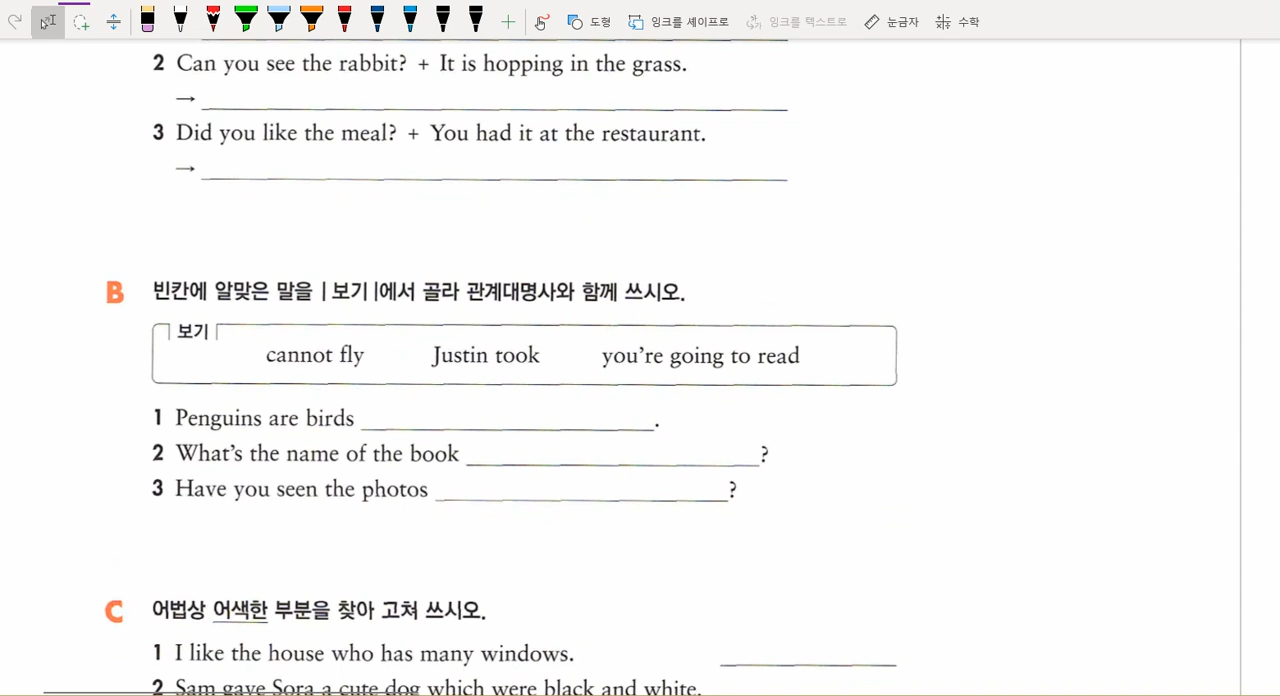 도형 잉크를 셰이프로 잉크를 텍스트로 눈금자 수학
2 Can you see the rabbit? + It is hopping in the grass.
→
3 Did you like the meal? + You had it at the restaurant.
→
B 빈칸에 알맞은 말을 | 보기 |에서 골라 관계대명사와 함께 쓰시오.
보기
cannot fly Justin took you're going to read
1 Penguins are birds ____________.
2 What's the name of the book ____________?
3 Have you seen the photos ____________?
C 어법상 어색한 부분을 찾아 고쳐 쓰시오.
1 I like the house who has many windows. ____________
2 Sam gave Sora a cute dog which were black and white.